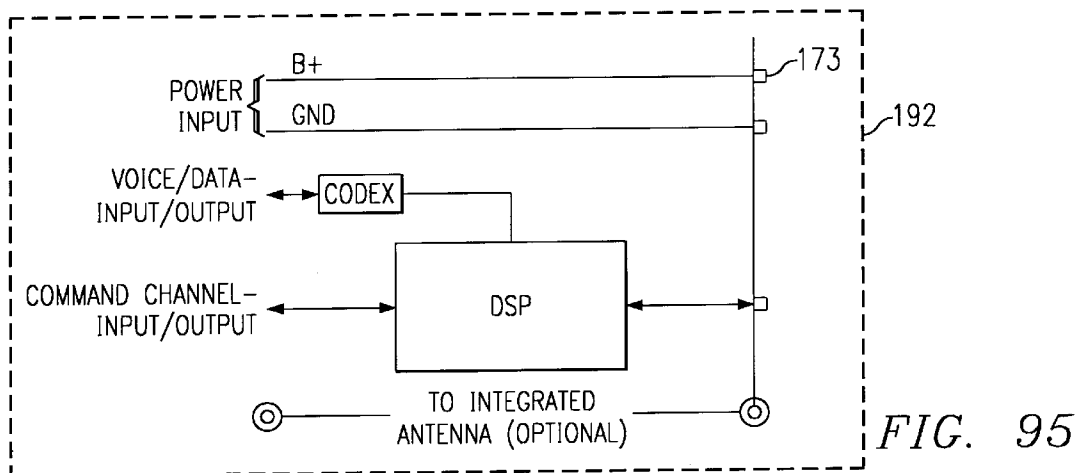 B+
173
POWER
INPUT
GND
192
VOICE/DATA-
INPUT/OUTPUT
CODEX
COMMAND CHANNEL-
INPUT/OUTPUT
DSP
TO INTEGRATED
ANTENNA (OPTIONAL)
FIG. 95